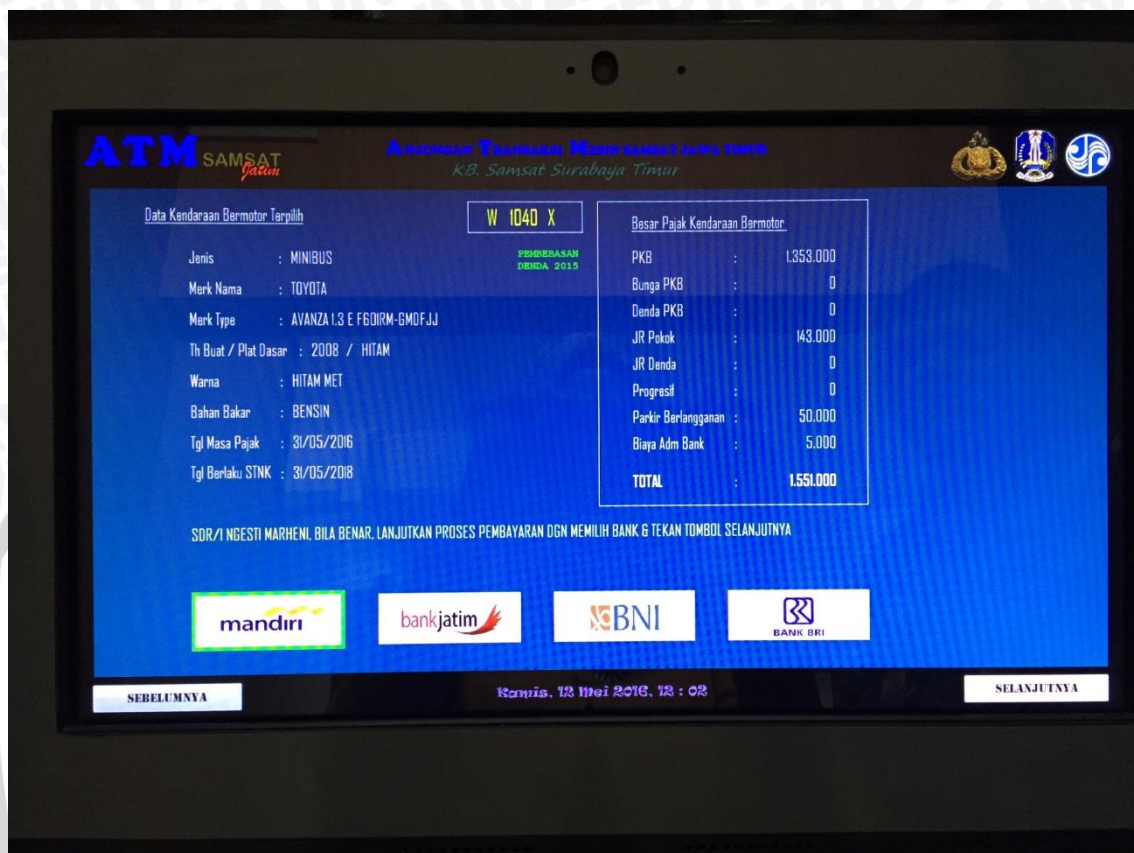 ATM SAMSAT Jatim
ANJUNGAN TRANSAKSI MESIN SAMSAT JAWA TIMUR
KB. Samsat Surabaya Timur
Data Kendaraan Bermotor Terpilih
W 1040 X
PEMBEBASAN
DENDA 2015
Jenis : MINIBUS
Merk Nama : TOYOTA
Merk Type : AVANZA 1.3 E F601RM-GMDFJJ
Th Buat / Plat Dasar : 2008 / HITAM
Warna : HITAM MET
Bahan Bakar : BENSIN
Tgl Masa Pajak : 31/05/2016
Tgl Berlaku STNK : 31/05/2018
Besar Pajak Kendaraan Bermotor
PKB : 1.353.000
Bunga PKB : 0
Denda PKB : 0
JR Pokok : 143.000
JR Denda : 0
Progresif : 0
Parkir Berlangganan : 50.000
Biaya Adm Bank : 5.000
TOTAL : 1.551.000
SDR/I NGESTI MARHENI, BILA BENAR, LANJUTKAN PROSES PEMBAYARAN DGN MEMILIH BANK & TEKAN TOMBOL SELANJUTNYA
mandiri
bankjatim
BNI
BANK BRI
SEBELUMNYA
Kamis, 12 Mei 2016, 12 : 02
SELANJUTNYA